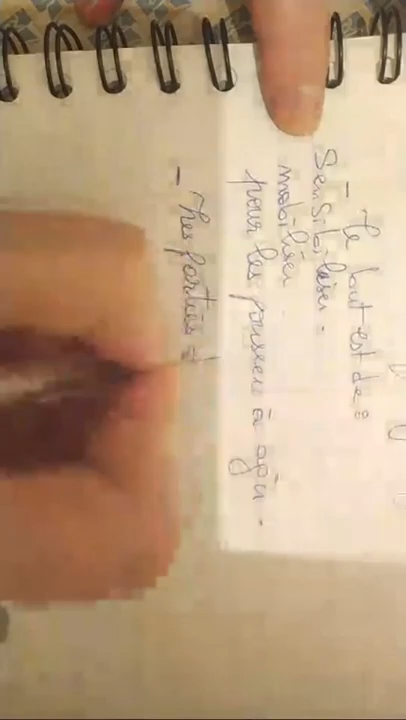 - Le but est de :
Sensibiliser -
mobiliser -
pour les pousser à agir -
- Les parties :